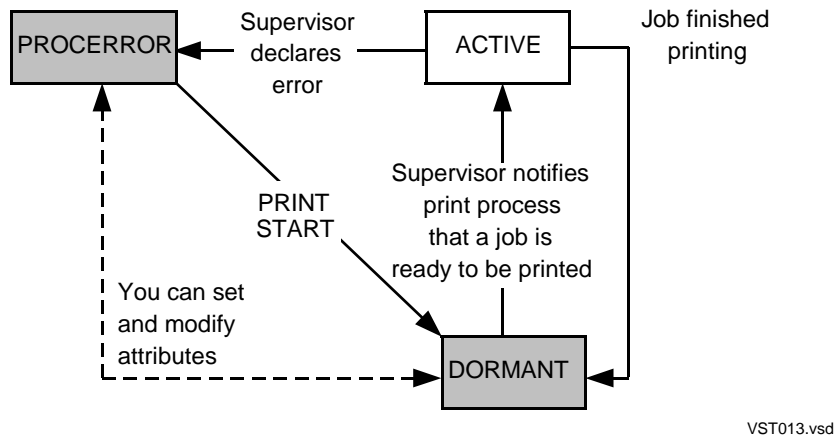 PROCERROR
Supervisor
declares
error
ACTIVE
Job finished
printing
Supervisor notifies
print process
that a job is
ready to be printed
PRINT
START
You can set
and modify
attributes
DORMANT
VST013.vsd